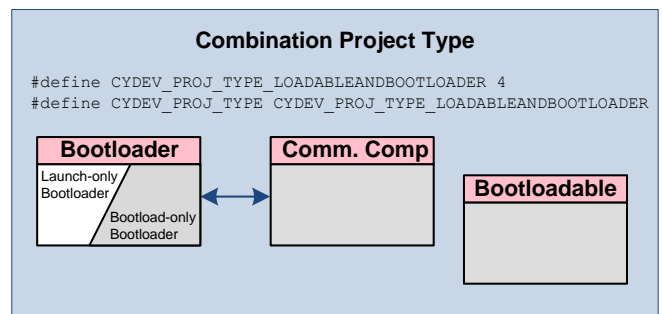 Combination Project Type
#define CYDEV_PROJ_TYPE_LOADABLEANDBOOTLOADER 4
#define CYDEV_PROJ_TYPE CYDEV_PROJ_TYPE_LOADABLEANDBOOTLOADER
Bootloader
Launch-only
Bootloader
Bootload-only
Bootloader
Comm. Comp
Bootloadable